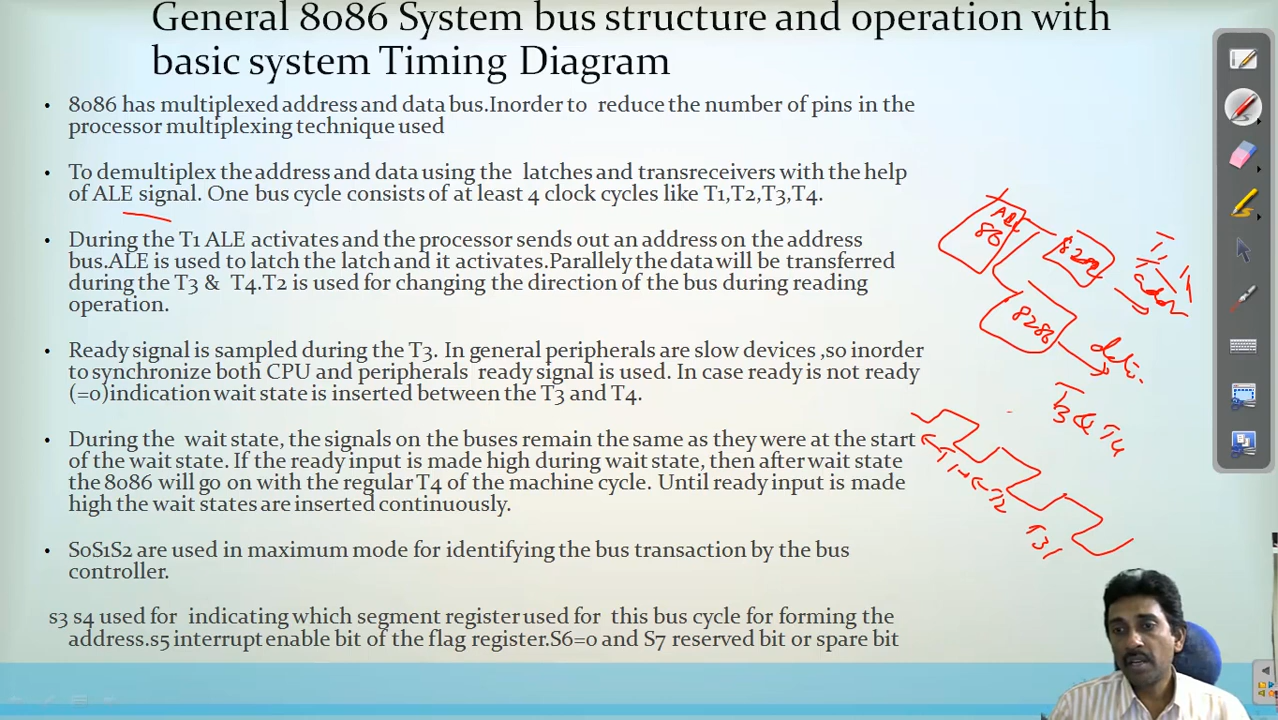 General 8086 System bus structure and operation with
basic system Timing Diagram
• 8086 has multiplexed address and data bus.Inorder to reduce the number of pins in the
processor multiplexing technique used
• To demultiplex the address and data using the latches and transreceivers with the help
of ALE signal. One bus cycle consists of at least 4 clock cycles like T1,T2,T3,T4.
• During the T1 ALE activates and the processor sends out an address on the address
bus.ALE is used to latch the latch and it activates.Parallely the data will be transferred
during the T3 & T4.T2 is used for changing the direction of the bus during reading
operation.
• Ready signal is sampled during the T3. In general peripherals are slow devices ,so inorder
to synchronize both CPU and peripherals ready signal is used. In case ready is not ready
(=0)indication wait state is inserted between the T3 and T4.
• During the wait state, the signals on the buses remain the same as they were at the start
of the wait state. If the ready input is made high during wait state, then after wait state
the 8086 will go on with the regular T4 of the machine cycle. Until ready input is made
high the wait states are inserted continuously.
• S0S1S2 are used in maximum mode for identifying the bus transaction by the bus
controller.
s3 s4 used for indicating which segment register used for this bus cycle for forming the
address.s5 interrupt enable bit of the flag register.S6=0 and S7 reserved bit or spare bit
ALE
86
8282
T1
8286
T3 & T4
T1
T2
T3